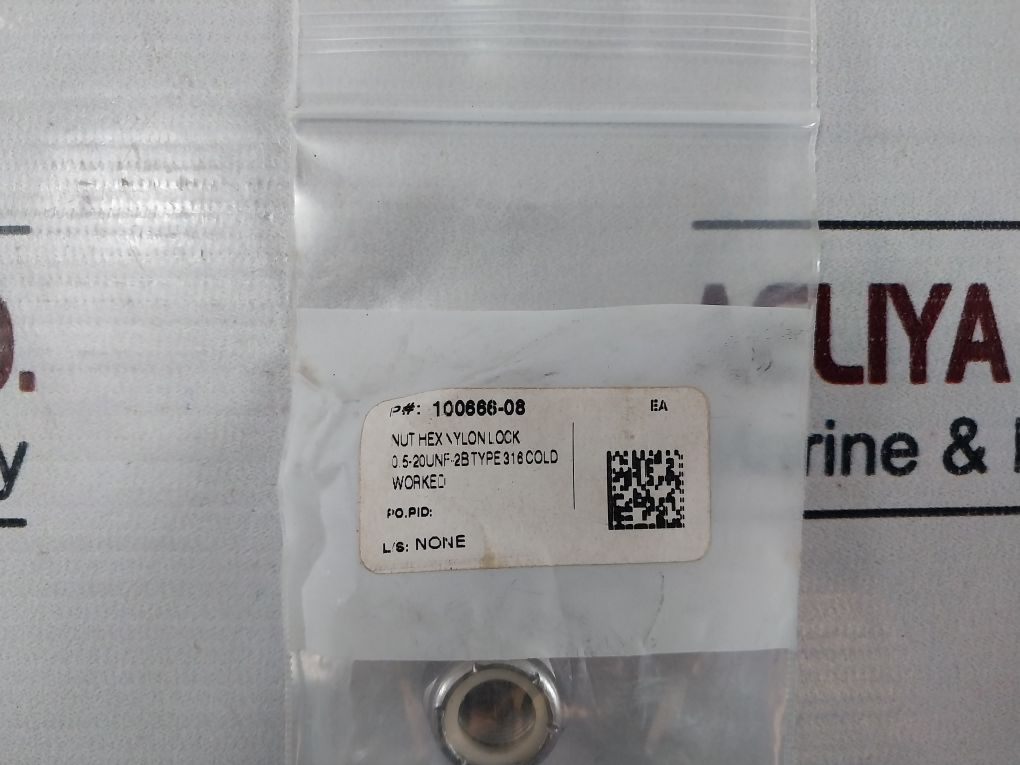 P#: 100666-08 EA
NUT HEX NYLON LOCK
0.5-20UNF-2B TYPE 316 COLD
WORKED
PO.PID:
L/S: NONE
LIYA
rine &
y